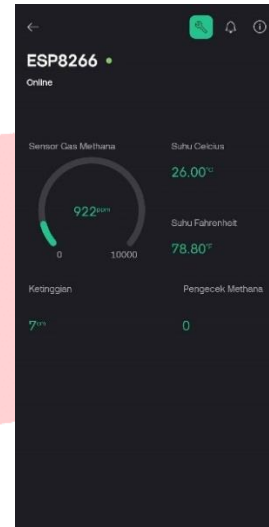 ESP8266
Online
Sensor Gas Methana
Suhu Celcius
26.00°C
922ppm
0
10000
Suhu Fahrenheit
78.80°F
Ketinggian
Pengecek Methana
7m
0